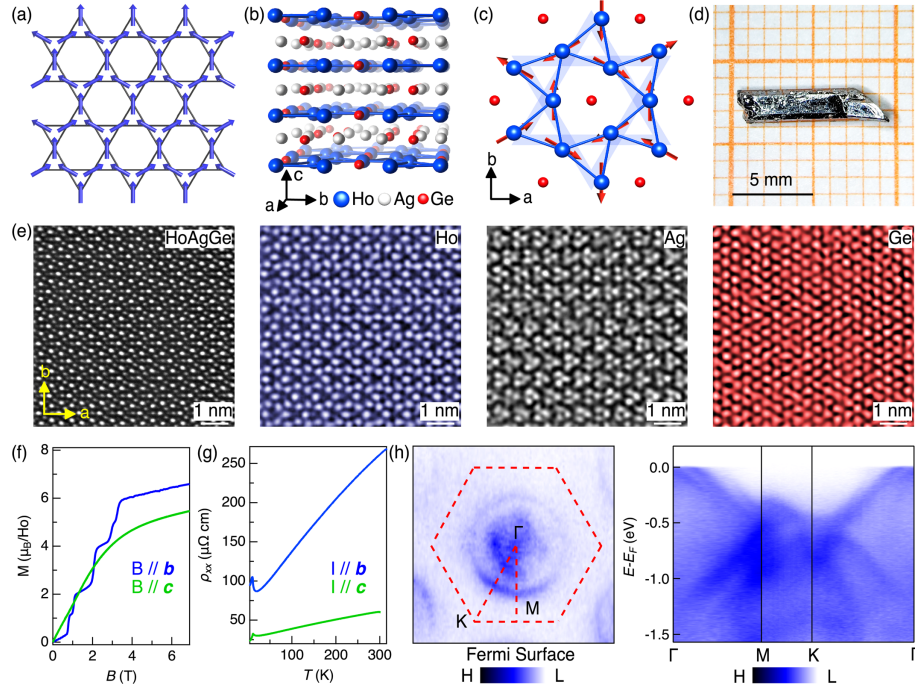 (a)
(b)
c
a
b
Ho
Ag
Ge
(c)
b
a
(d)
5 mm
(e)
HoAgGe
b
a
1 nm
Ho
1 nm
Ag
1 nm
Ge
1 nm
(f)
8
6
4
2
0
M (μB/Ho)
B // b
B // c
0
2
4
6
B (T)
(g)
250
200
150
100
50
ρxx (μΩ cm)
I // b
I // c
100
200
300
T (K)
(h)
Γ
M
K
Fermi Surface
H
L
0.0
-0.5
-1.0
-1.5
E-EF (eV)
Γ
M
K
Γ
H
L